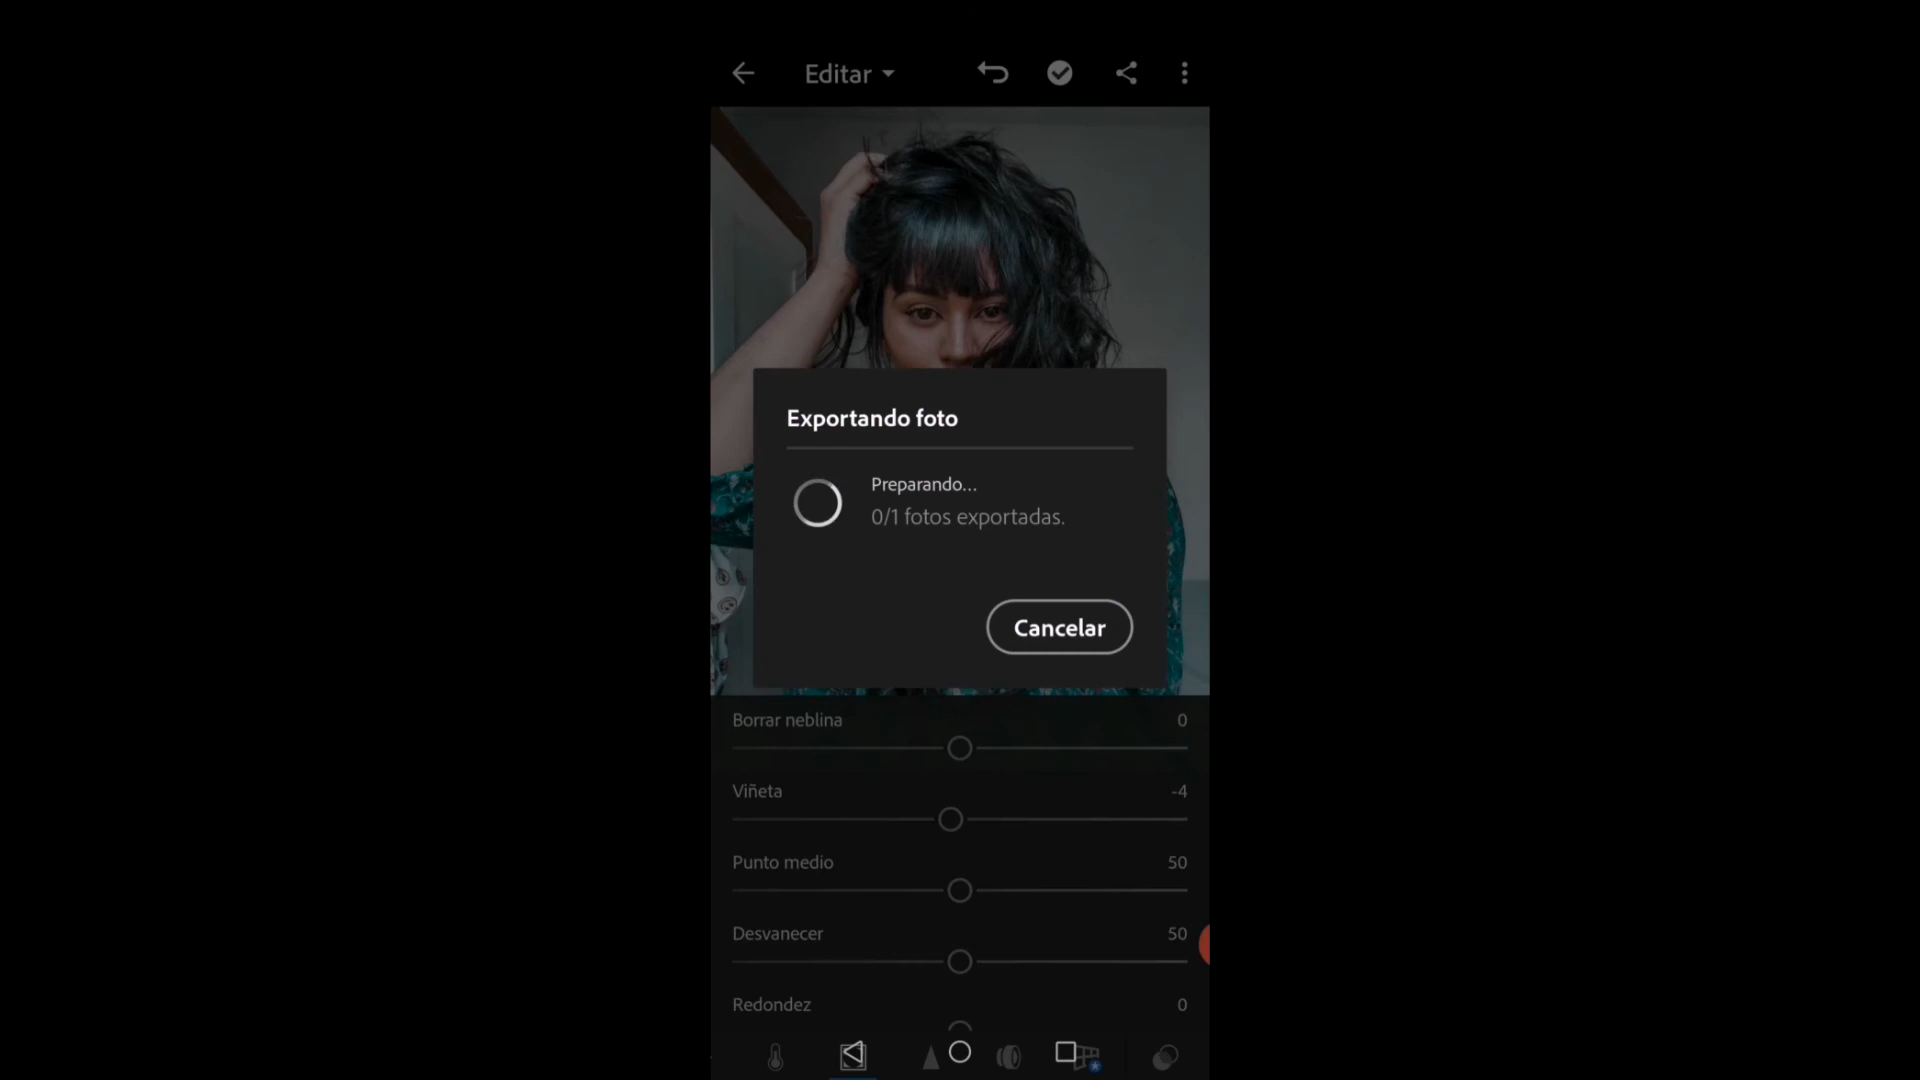 Editar
Exportando foto
Preparando...
0/1 fotos exportadas.
Cancelar
Borrar neblina 0
Viñeta -4
Punto medio 50
Desvanecer 50
Redondez 0